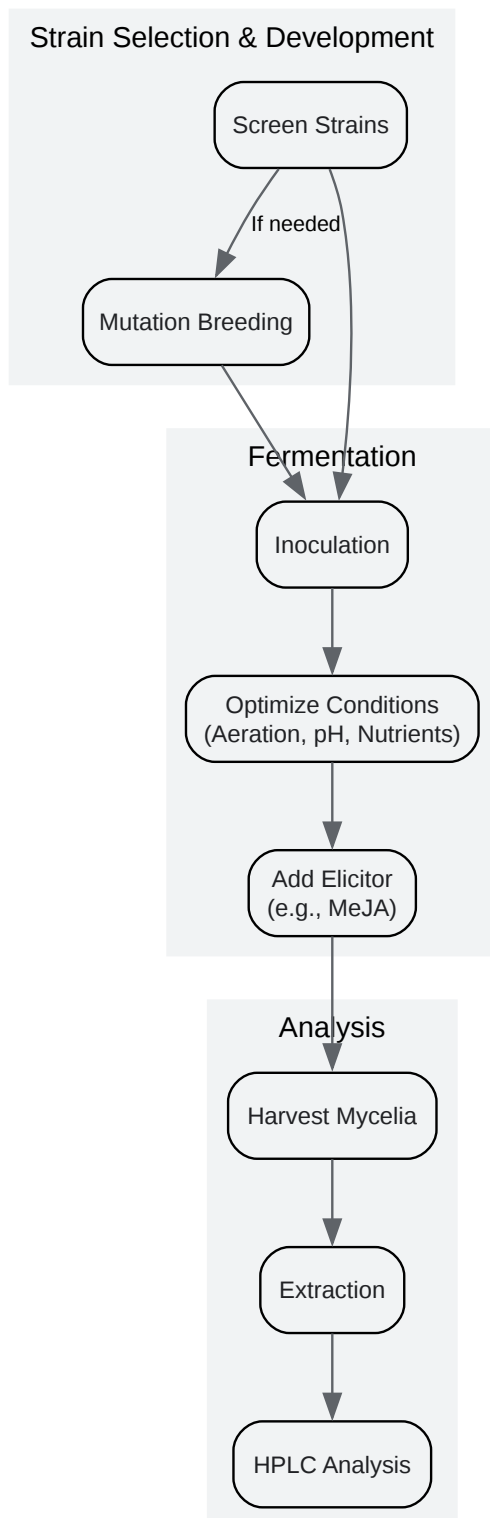 Strain Selection & Development
Screen Strains
If needed
Mutation Breeding
Fermentation
Inoculation
Optimize Conditions
(Aeration, pH, Nutrients)
Add Elicitor
(e.g., MeJA)
Analysis
Harvest Mycelia
Extraction
HPLC Analysis